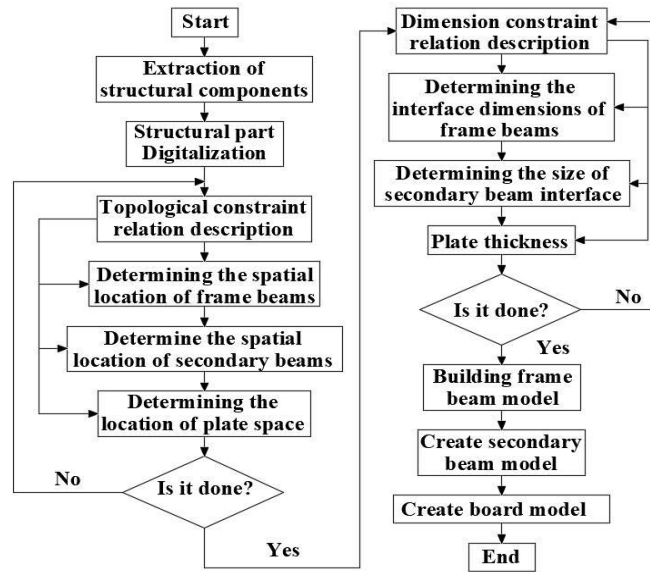 Start
Extraction of
structural components
Structural part
Digitalization
Topological constraint
relation description
Determining the spatial
location of frame beams
Determine the spatial
location of secondary beams
Determining the
location of plate space
Is it done?
No
Yes
Dimension constraint
relation description
Determining the
interface dimensions of
frame beams
Determining the size of
secondary beam interface
Plate thickness
Is it done?
No
Yes
Building frame
beam model
Create secondary
beam model
Create board model
End